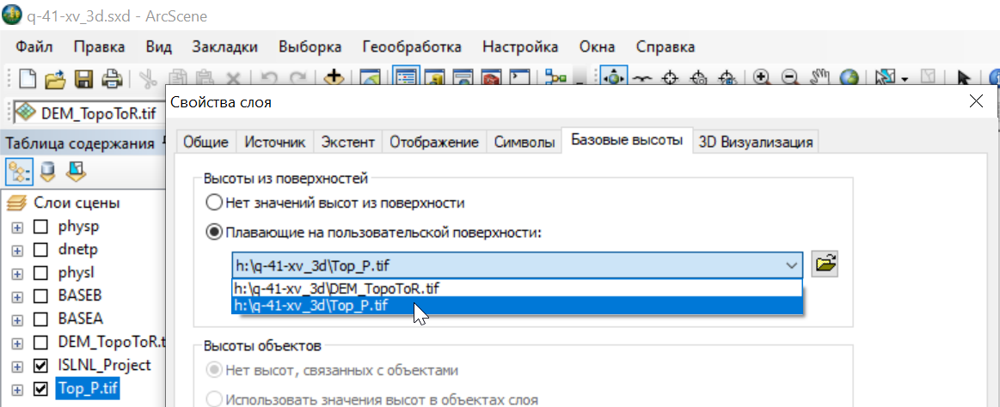 q-41-xv_3d.sxd - ArcScene
Файл Правка Вид Закладки Выборка Геообработка Настройка Окна Справка
DEM_TopoToR.tif
Свойства слоя
Таблица содержания
Общие Источник Экстент Отображение Символы Базовые высоты 3D Визуализация
Слои сцены
physp
dnetp
physl
BASEB
BASEA
DEM_TopoToR.t
ISLNL_Project
Top_P.tif
Высоты из поверхностей
Нет значений высот из поверхности
Плавающие на пользовательской поверхности:
h:\q-41-xv_3d\Top_P.tif
h:\q-41-xv_3d\DEM_TopoToR.tif
h:\q-41-xv_3d\Top_P.tif
Высоты объектов
Нет высот, связанных с объектами
Использовать значения высот в объектах слоя